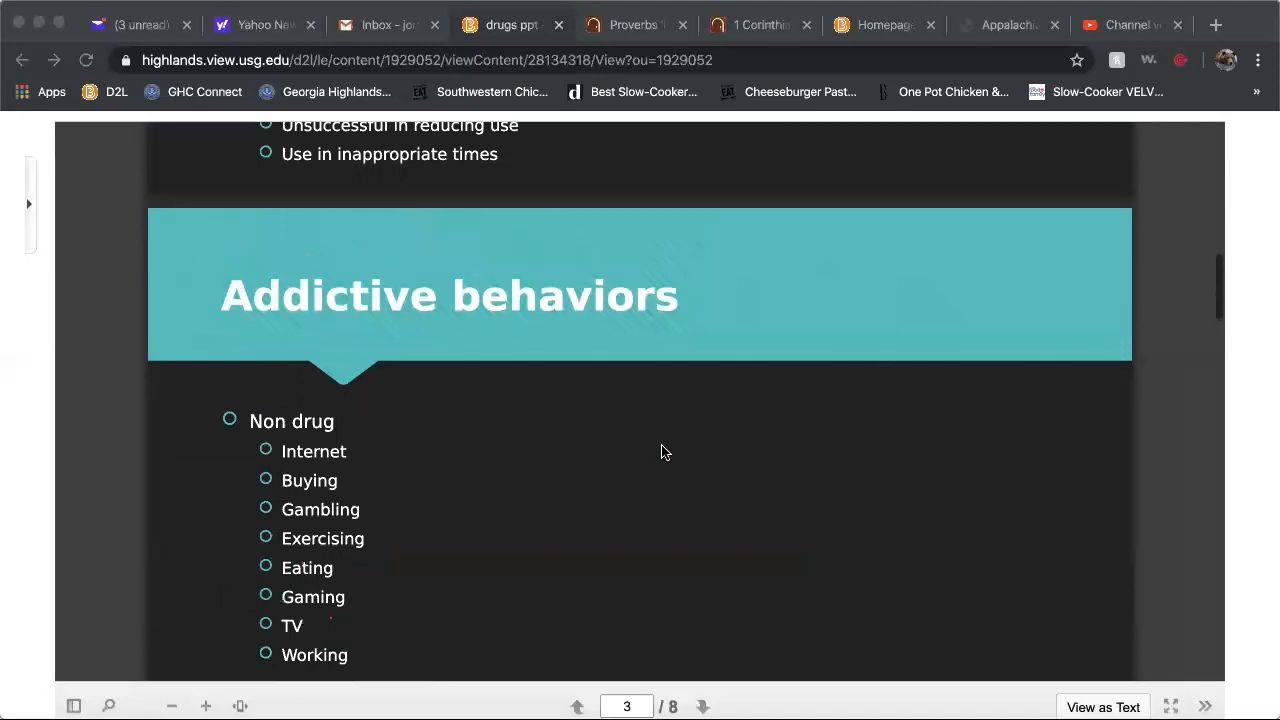 (3 unread)
Yahoo Ne
Inbox - jor
drugs ppt -
Proverbs
1 Corinthi
Homepage
Appalachi
Channel
highlands.view.usg.edu/d2l/le/content/1929052/viewContent/28134318/View?ou=1929052
Apps
D2L
GHC Connect
Georgia Highlands...
Southwestern Chic...
Best Slow-Cooker...
Cheeseburger Past...
One Pot Chicken &...
Slow-Cooker VELV...
»
Unsuccessful in reducing use
Use in inappropriate times
Addictive behaviors
Non drug
Internet
Buying
Gambling
Exercising
Eating
Gaming
TV
Working
3 / 8
View as Text